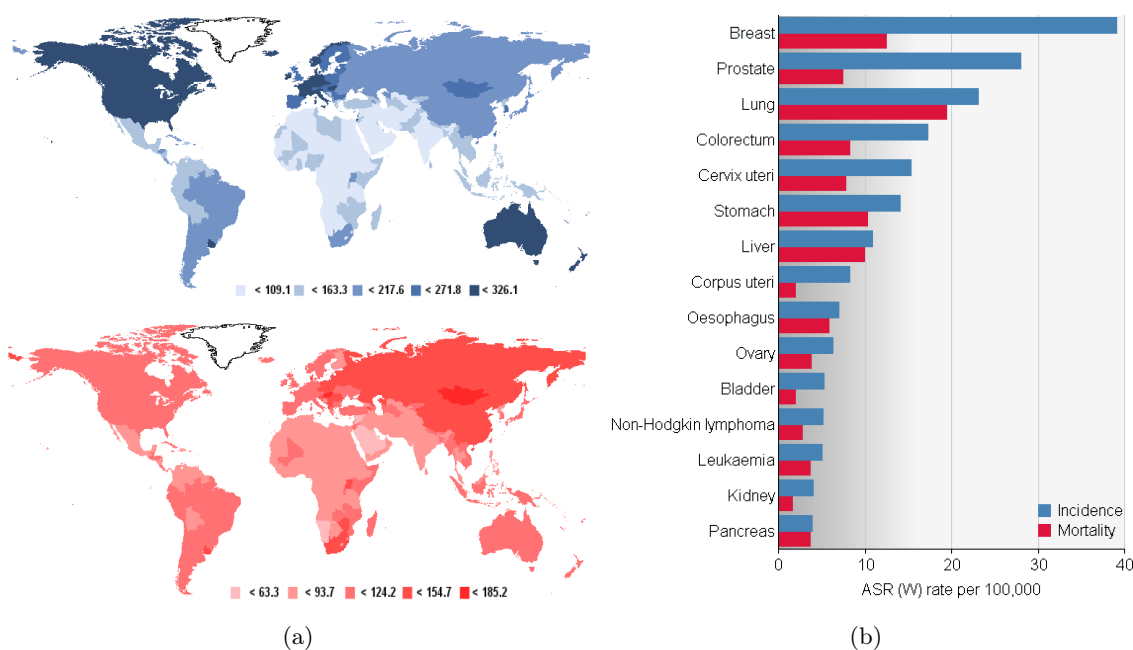 < 109.1 < 163.3 < 217.6 < 271.8 < 326.1
< 63.3 < 93.7 < 124.2 < 154.7 < 185.2
(a)
Breast
Prostate
Lung
Colorectum
Cervix uteri
Stomach
Liver
Corpus uteri
Oesophagus
Ovary
Bladder
Non-Hodgkin lymphoma
Leukaemia
Kidney
Pancreas
Incidence
Mortality
0 10 20 30 40
ASR (W) rate per 100,000
(b)